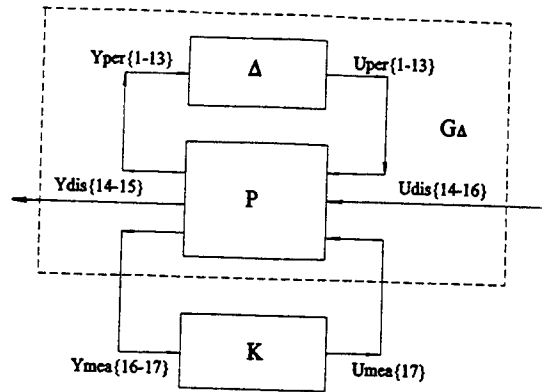 Yper{1-13} Δ Uper{1-13}
GΔ
Ydis{14-15} P Udis{14-16}
K
Ymea{16-17} Umea{17}